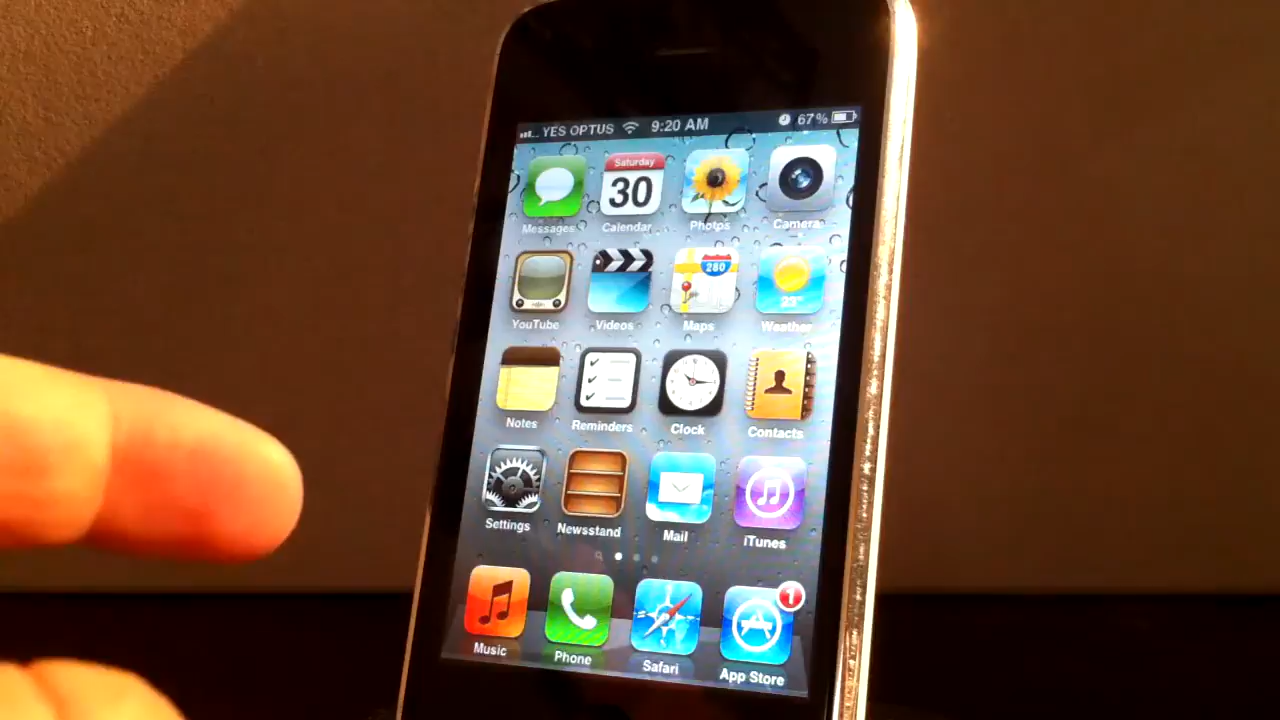 YES OPTUS 9:20 AM 67%
Saturday
30
Messages Calendar Photos Camera
280
23°
YouTube Videos Maps Weather
Notes Reminders Clock Contacts
Settings Newsstand Mail iTunes
1
Music Phone Safari App Store